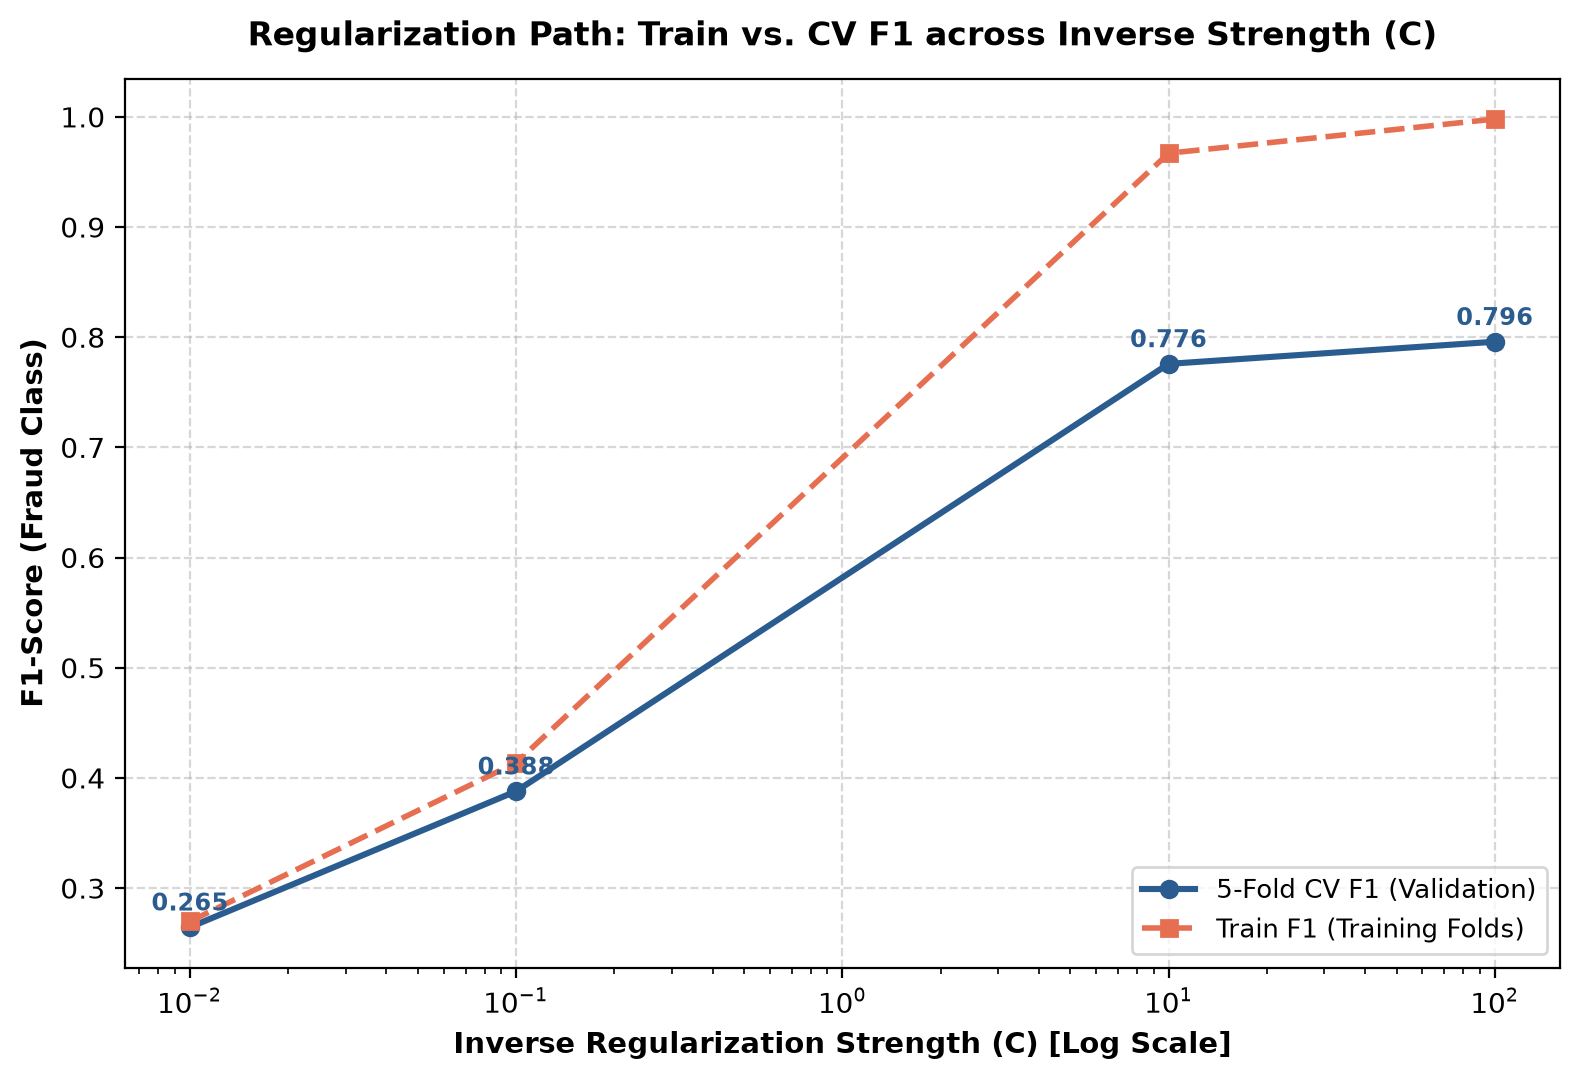 Regularization Path: Train vs. CV F1 across Inverse Strength (C)
F1-Score (Fraud Class)
1.0
0.9
0.8
0.7
0.6
0.5
0.4
0.3
0.265
0.388
0.776
0.796
5-Fold CV F1 (Validation)
Train F1 (Training Folds)
10⁻² 10⁻¹ 10⁰ 10¹ 10²
Inverse Regularization Strength (C) [Log Scale]